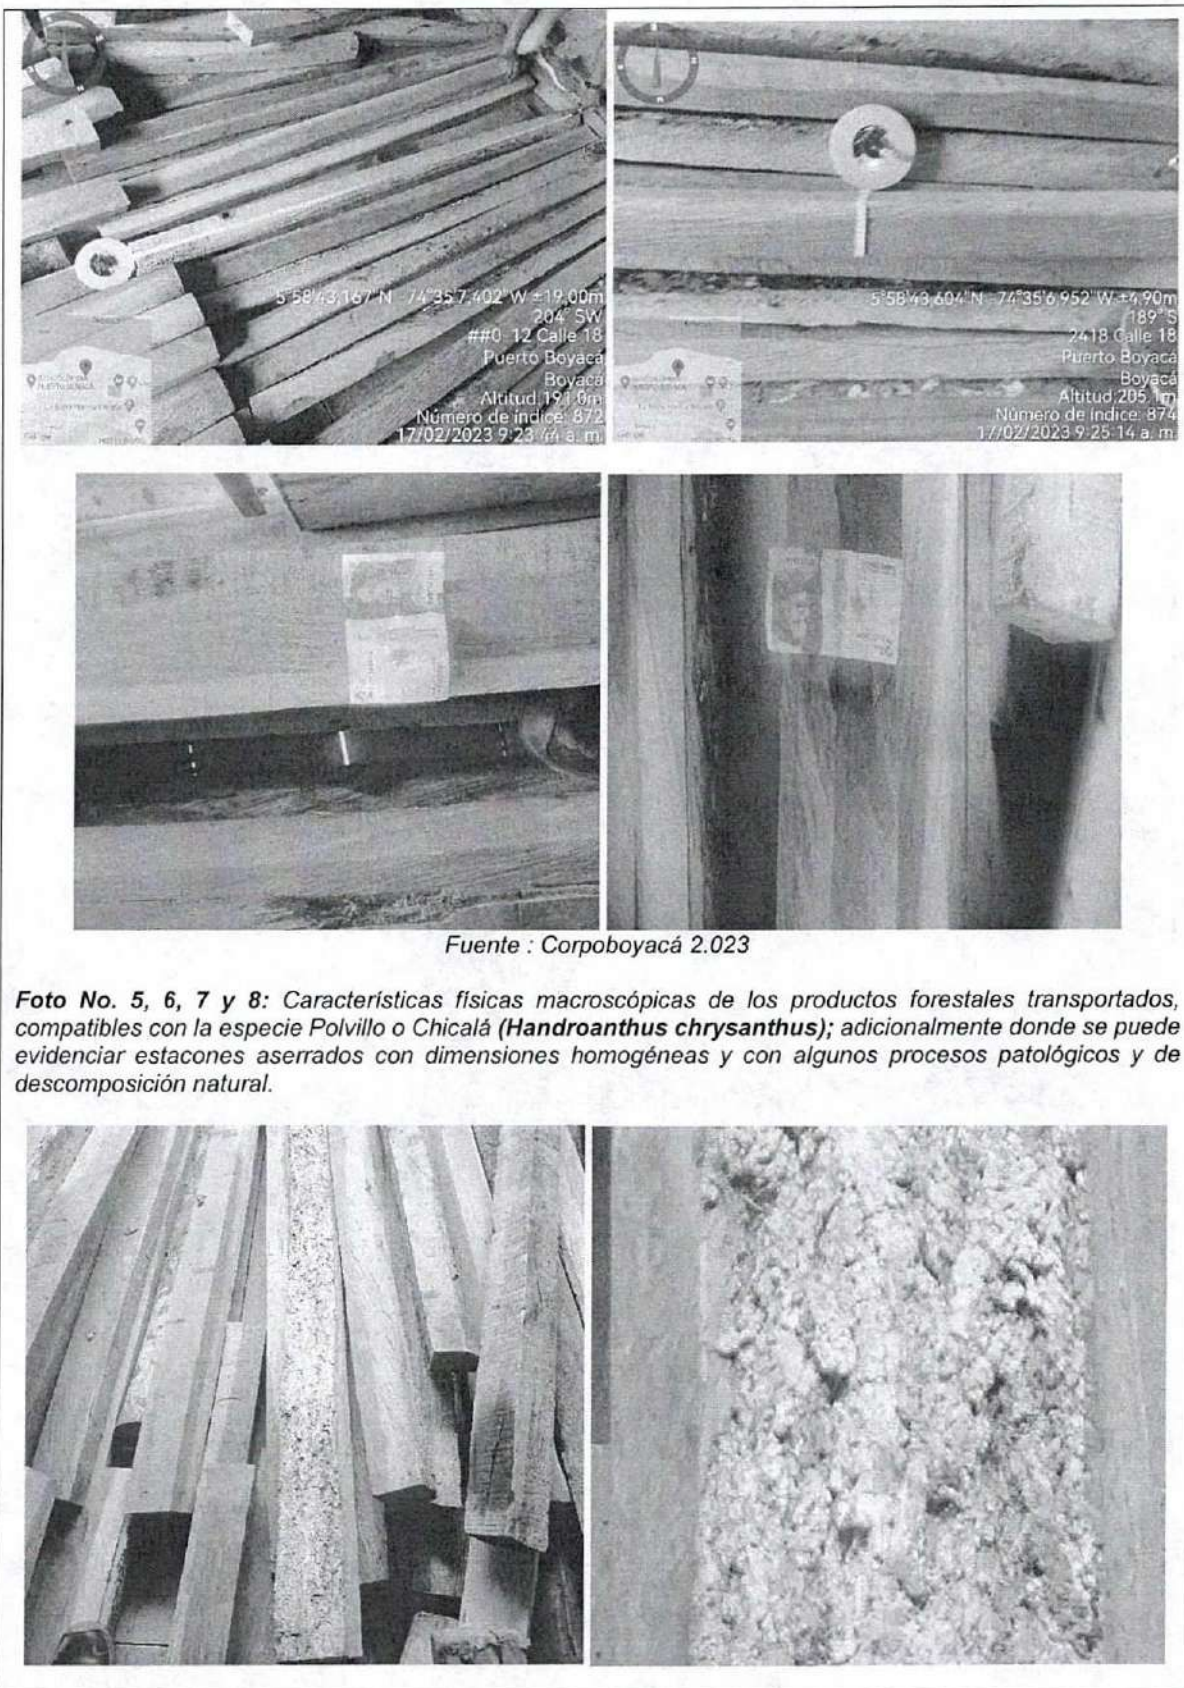 5°58'43,167"N -74°35'7,402"W ±19,00m
204° SW
##0-12 Calle 18
Puerto Boyacá
Boyacá
Altitud:191.0m
Número de índice: 872
17/02/2023 9:23:44 a. m.
5°58'43,604"N -74°35'6,952"W ±4,90m
189° S
2418 Calle 18
Puerto Boyacá
Boyacá
Altitud:205.1m
Número de índice: 874
17/02/2023 9:25:14 a. m.
Fuente : Corpoboyacá 2.023
Foto No. 5, 6, 7 y 8: Características físicas macroscópicas de los productos forestales transportados,
compatibles con la especie Polvillo o Chicalá (Handroanthus chrysanthus); adicionalmente donde se puede
evidenciar estacones aserrados con dimensiones homogéneas y con algunos procesos patológicos y de
descomposición natural.